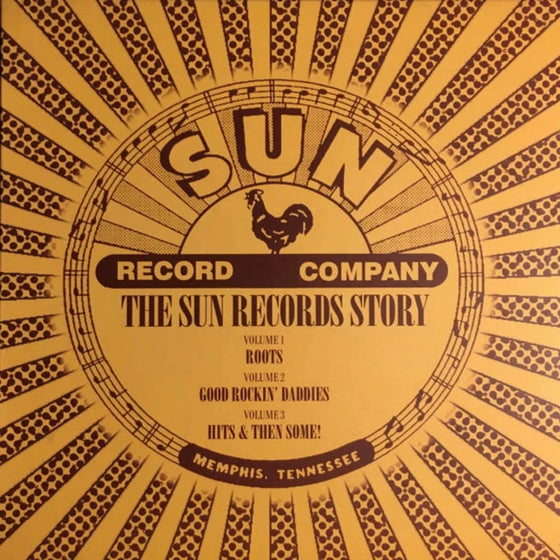 SUN
RECORD COMPANY
THE SUN RECORDS STORY
VOLUME 1
ROOTS
VOLUME 2
GOOD ROCKIN' DADDIES
VOLUME 3
HITS & THEN SOME!
MEMPHIS, TENNESSEE